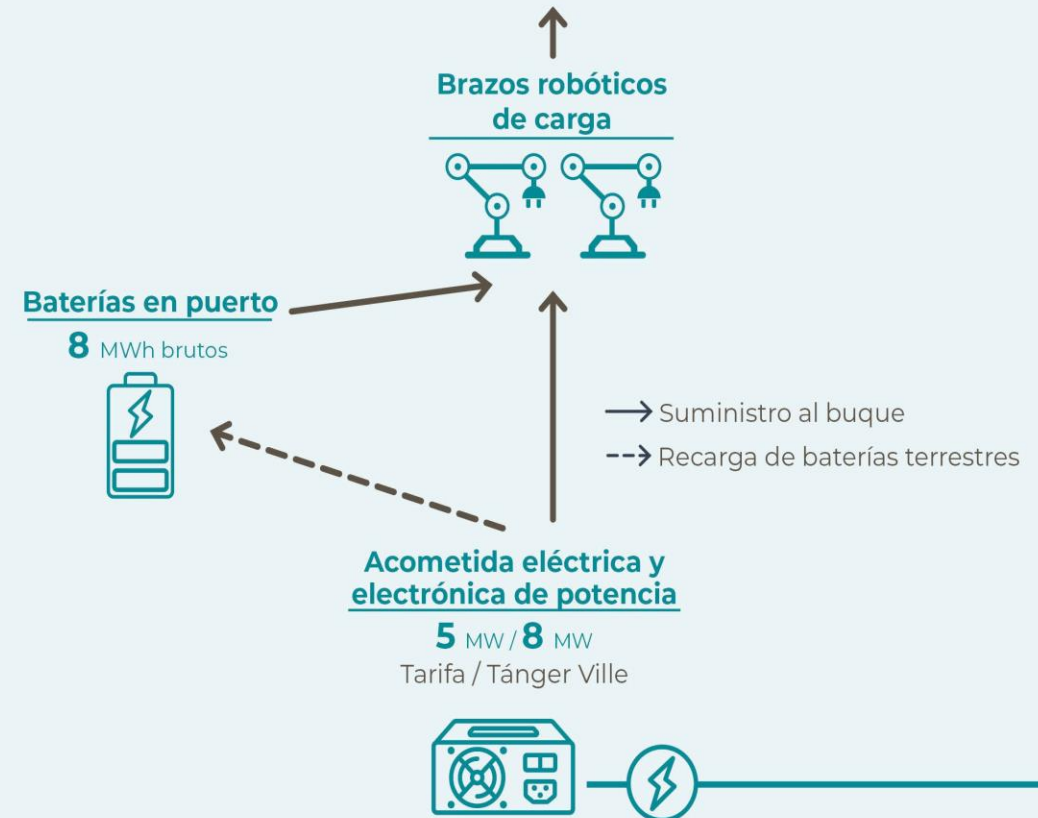 Brazos robóticos
de carga
Baterías en puerto
8 MWh brutos
Suministro al buque
Recarga de baterías terrestres
Acometida eléctrica y
electrónica de potencia
5 MW / 8 MW
Tarifa / Tánger Ville